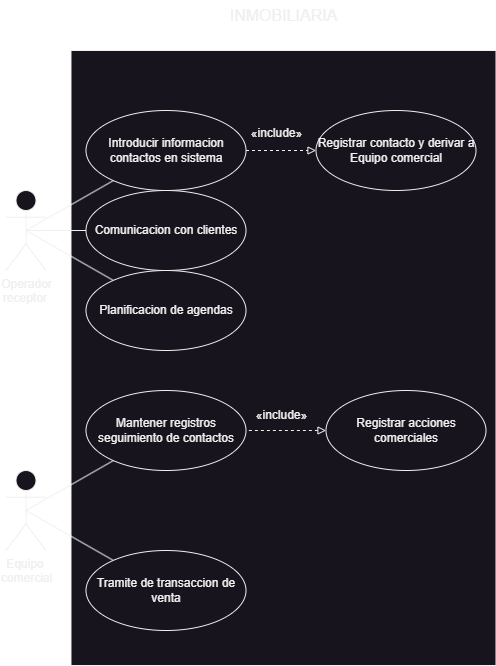 INMOBILIARIA
Introducir informacion
contactos en sistema
«include»
Registrar contacto y derivar a
Equipo comercial
Comunicacion con clientes
Operador
receptor
Planificacion de agendas
Mantener registros
seguimiento de contactos
«include»
Registrar acciones
comerciales
Equipo
comercial
Tramite de transaccion de
venta